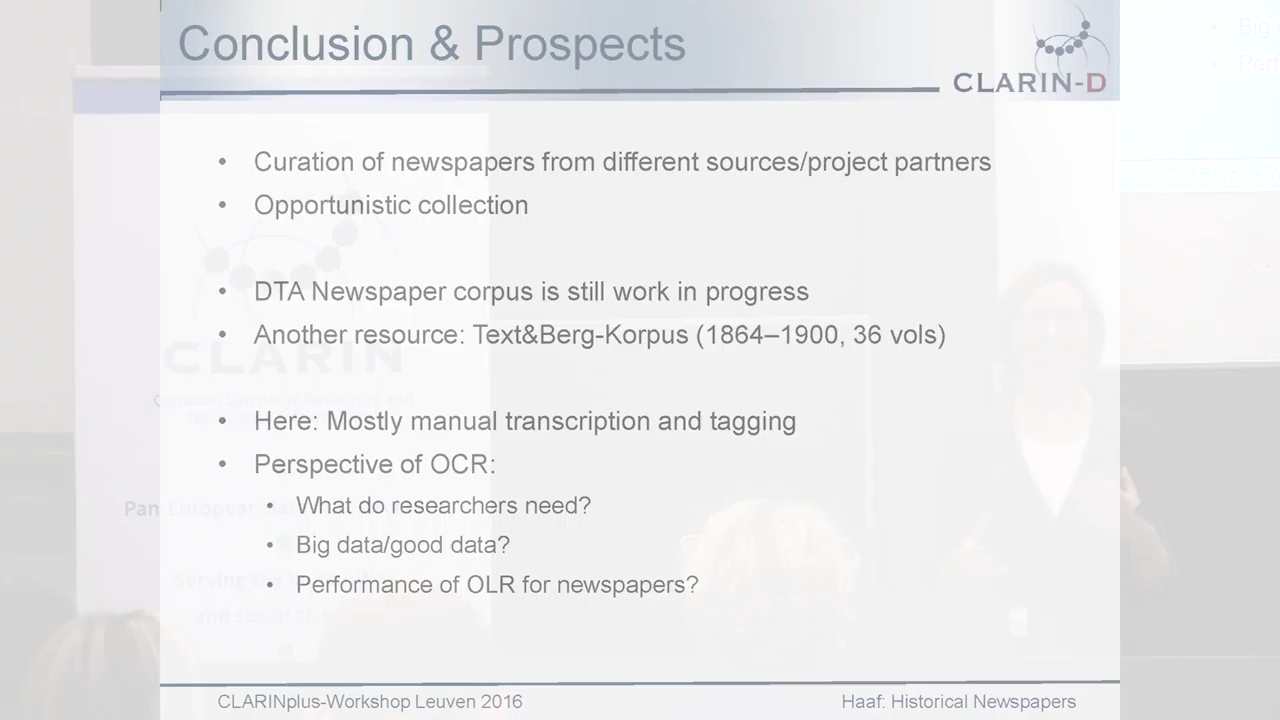 Conclusion & Prospects
CLARIN-D
• Curation of newspapers from different sources/project partners
• Opportunistic collection
• DTA Newspaper corpus is still work in progress
• Another resource: Text&Berg-Korpus (1864–1900, 36 vols)
CLARIN
• Here: Mostly manual transcription and tagging
• Perspective of OCR:
• What do researchers need?
Pan European
• Big data/good data?
• Performance of OLR for newspapers?
CLARINplus-Workshop Leuven 2016
Haaf: Historical Newspapers